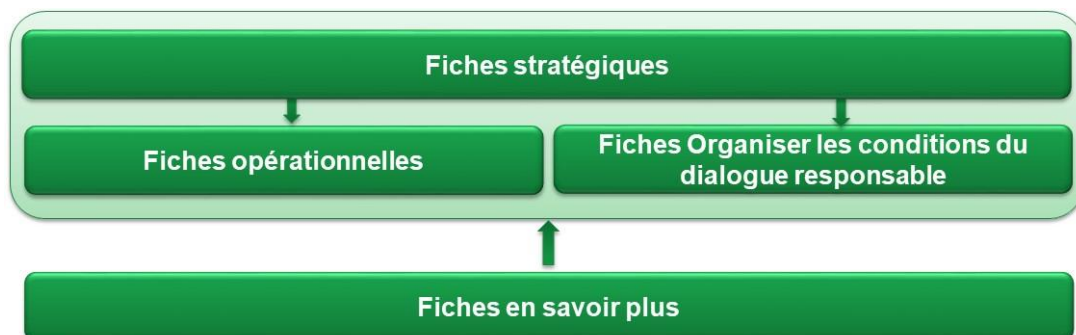 Fiches stratégiques
Fiches opérationnelles
Fiches Organiser les conditions du
dialogue responsable
Fiches en savoir plus